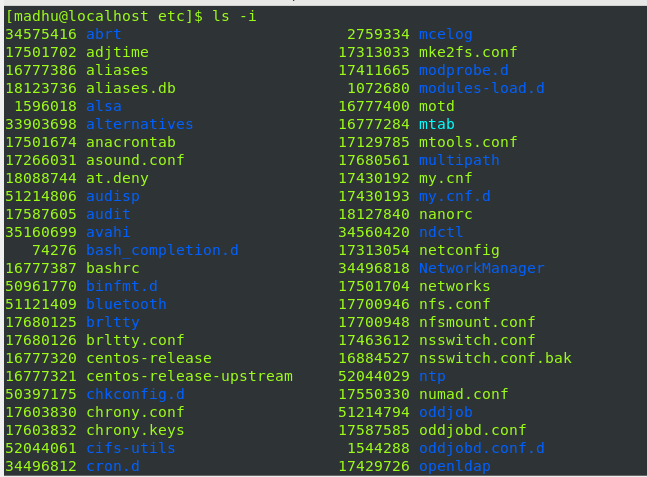 [madhu@localhost etc]$ ls -i
34575416 abrt 2759334 mcelog
17501702 adjtime 17313033 mke2fs.conf
16777386 aliases 17411665 modprobe.d
18123736 aliases.db 1072680 modules-load.d
1596018 alsa 16777400 motd
33903698 alternatives 16777284 mtab
17501674 anacrontab 17129785 mtools.conf
17266031 asound.conf 17680561 multipath
18088744 at.deny 17430192 my.cnf
51214806 audisp 17430193 my.cnf.d
17587605 audit 18127840 nanorc
35160699 avahi 34560420 ndctl
74276 bash_completion.d 17313054 netconfig
16777387 bashrc 34496818 NetworkManager
50961770 binfmt.d 17501704 networks
51121409 bluetooth 17700946 nfs.conf
17680125 brltty 17700948 nfsmount.conf
17680126 brltty.conf 17463612 nsswitch.conf
16777320 centos-release 16884527 nsswitch.conf.bak
16777321 centos-release-upstream 52044029 ntp
50397175 chkconfig.d 17550330 numad.conf
17603830 chrony.conf 51214794 oddjob
17603832 chrony.keys 17587585 oddjobd.conf
52044061 cifs-utils 1544288 oddjobd.conf.d
34496812 cron.d 17429726 openldap